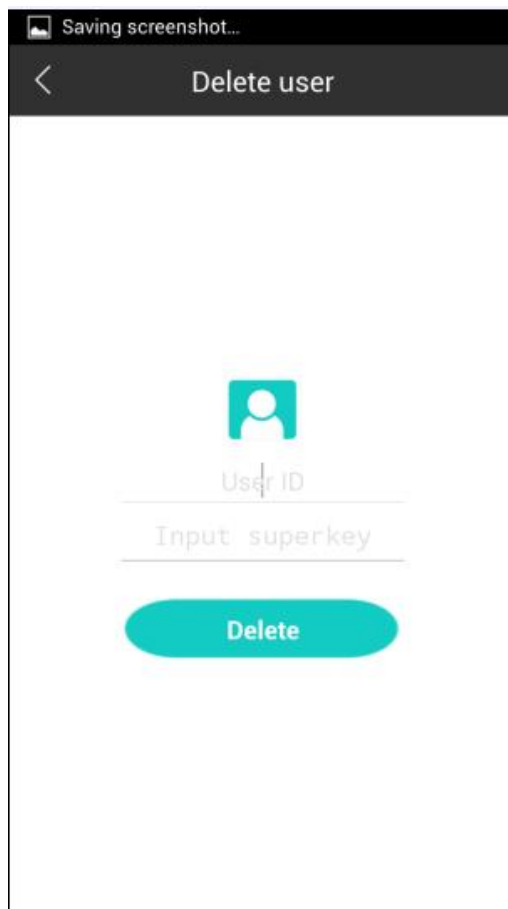 Saving screenshot...
Delete user
User ID
Input superkey
Delete